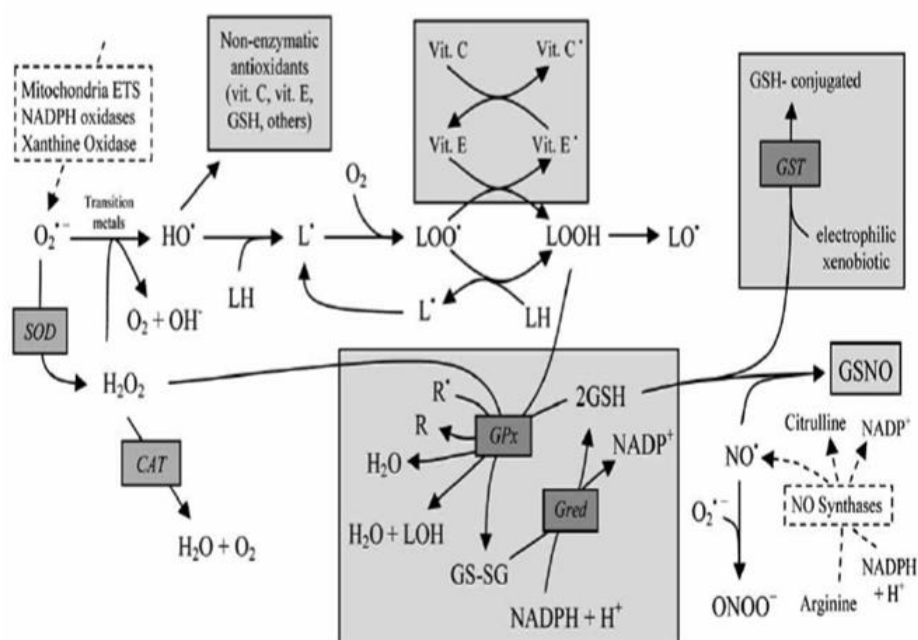 Mitochondria ETS
NADPH oxidases
Xanthine Oxidase
Non-enzymatic
antioxidants
(vit. C, vit. E,
GSH, others)
Vit. C
Vit. C•
Vit. E
Vit. E•
GSH- conjugated
GST
electrophilic
xenobiotic
O₂•⁻
Transition
metals
HO•
L•
O₂
LOO•
LOOH
LO•
LH
L•
LH
O₂ + OH⁻
SOD
H₂O₂
CAT
H₂O + O₂
R•
R
H₂O
GPx
2GSH
NADP⁺
Gred
H₂O + LOH
GS-SG
NADPH + H⁺
GSNO
Citrulline
NADP⁺
NO•
NO Synthases
O₂•⁻
NADPH
+ H⁺
Arginine
ONOO⁻